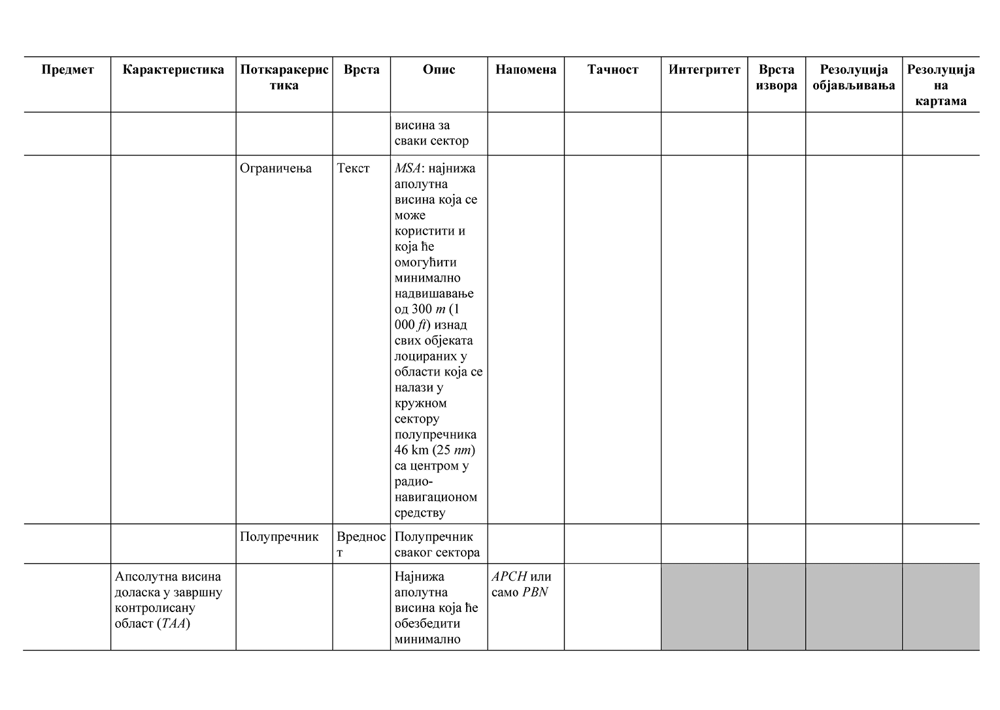 Предмет
Карактеристика
Поткаракерис
тика
Врста
Опис
Напомена
Тачност
Интегритет
Врста
извора
Резолуција
објављивања
Резолуција
на
картама
висина за
сваки сектор
Ограничења
Текст
MSA: најнижа
аполутна
висина која се
може
користити и
која ће
омогућити
минимално
надвишавање
од 300 m (1
000 ft) изнад
свих објеката
лоцираних у
области која се
налази у
кружном
сектору
полупречника
46 km (25 nm)
са центром у
радио-
навигационом
средству
Полупречник
Вреднос
т
Полупречник
сваког сектора
Апсолутна висина
доласка у завршну
контролисану
област (TAA)
Најнижа
аполутна
висина која ће
обезбедити
минимално
APCH или
само PBN